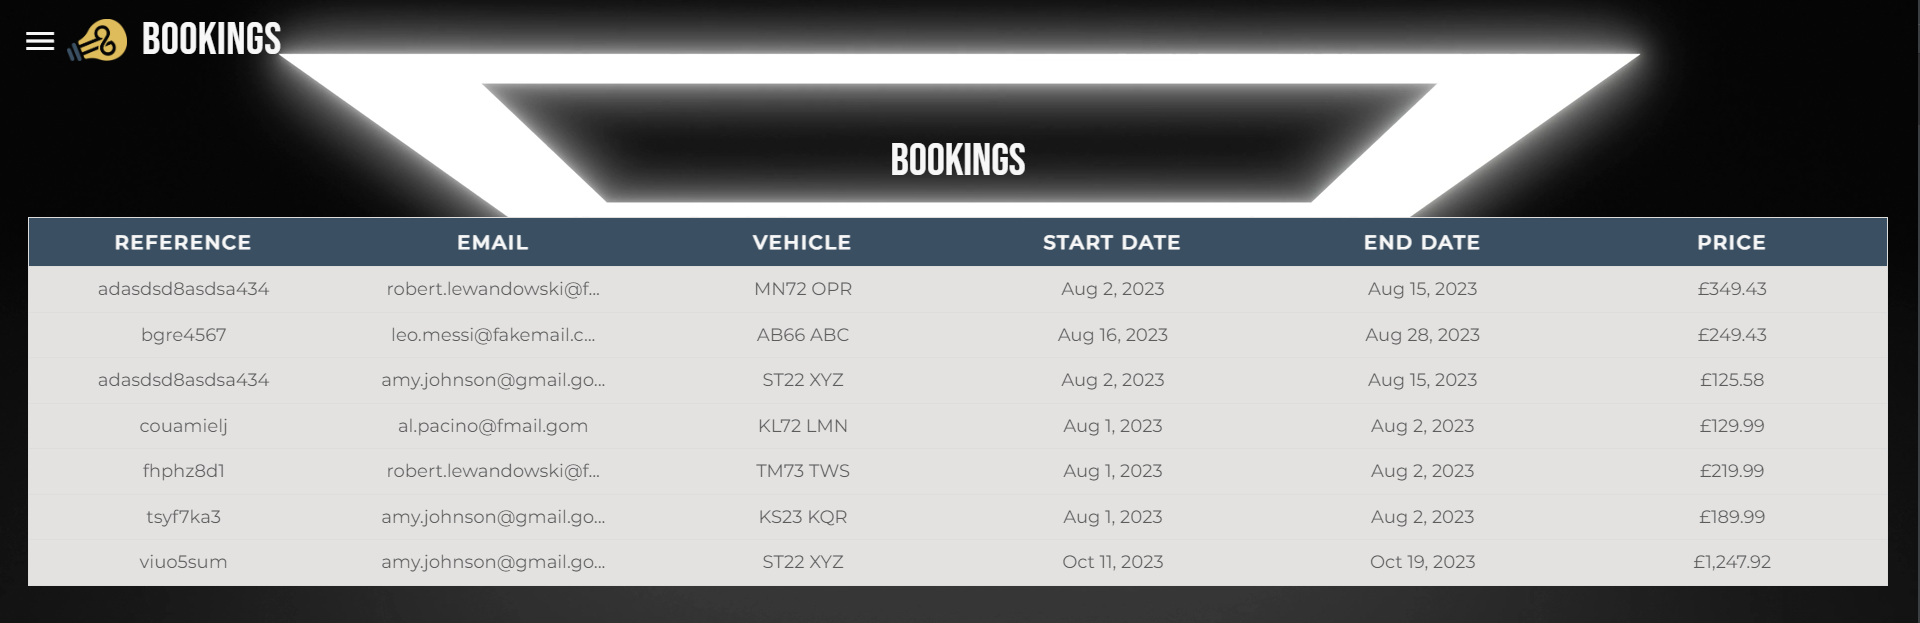 BOOKINGS
BOOKINGS
REFERENCE EMAIL VEHICLE START DATE END DATE PRICE
adasdsd8asdsa434 robert.lewandowski@f... MN72 OPR Aug 2, 2023 Aug 15, 2023 £349.43
bgre4567 leo.messi@fakemail.c... AB66 ABC Aug 16, 2023 Aug 28, 2023 £249.43
adasdsd8asdsa434 amy.johnson@gmail.go... ST22 XYZ Aug 2, 2023 Aug 15, 2023 £125.58
couamielj al.pacino@fmail.gom KL72 LMN Aug 1, 2023 Aug 2, 2023 £129.99
fhphz8d1 robert.lewandowski@f... TM73 TWS Aug 1, 2023 Aug 2, 2023 £219.99
tsyf7ka3 amy.johnson@gmail.go... KS23 KQR Aug 1, 2023 Aug 2, 2023 £189.99
viuo5sum amy.johnson@gmail.go... ST22 XYZ Oct 11, 2023 Oct 19, 2023 £1,247.92